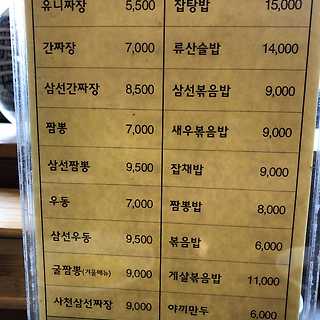 유니짜장 5,500
간짜장 7,000
삼선간짜장 8,500
짬뽕 7,000
삼선짬뽕 9,500
우동 7,000
삼선우동 9,500
굴짬뽕(겨울메뉴) 9,000
사천삼선짜장 9,000
잡탕밥 15,000
류산슬밥 14,000
삼선볶음밥 9,000
새우볶음밥 9,000
잡채밥 9,000
짬뽕밥 8,000
볶음밥 6,000
게살볶음밥 11,000
야끼만두 6,000